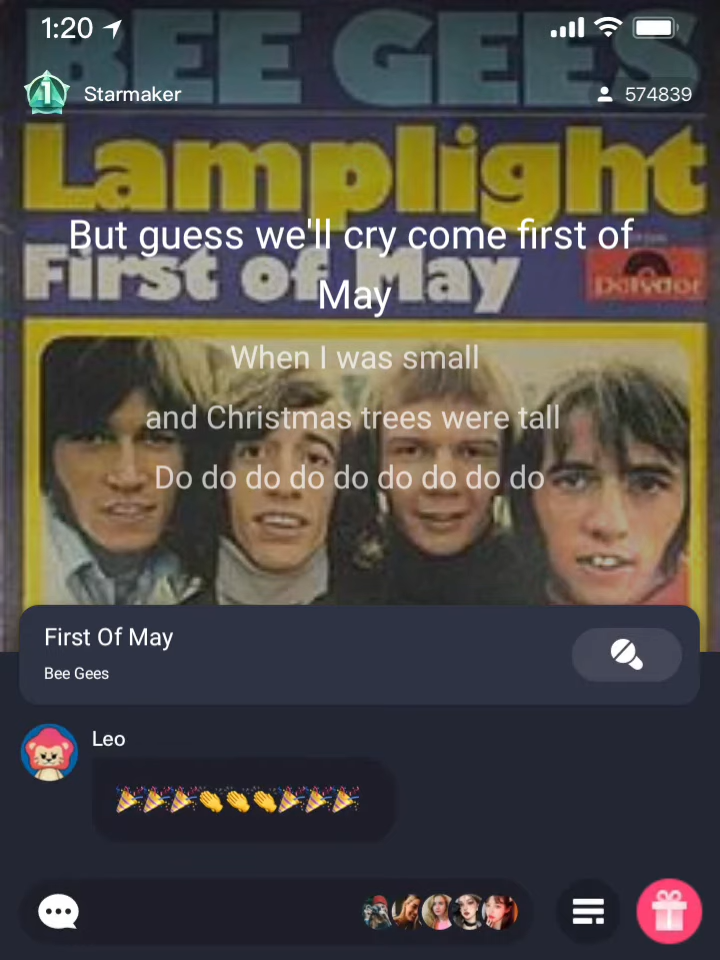 1:20
BEE GEES
1
Starmaker
574839
Lamplight
But guess we'll cry come first of
First of May
polydor
May
When I was small
and Christmas trees were tall
Do do do do do do do do do
First Of May
Bee Gees
Leo